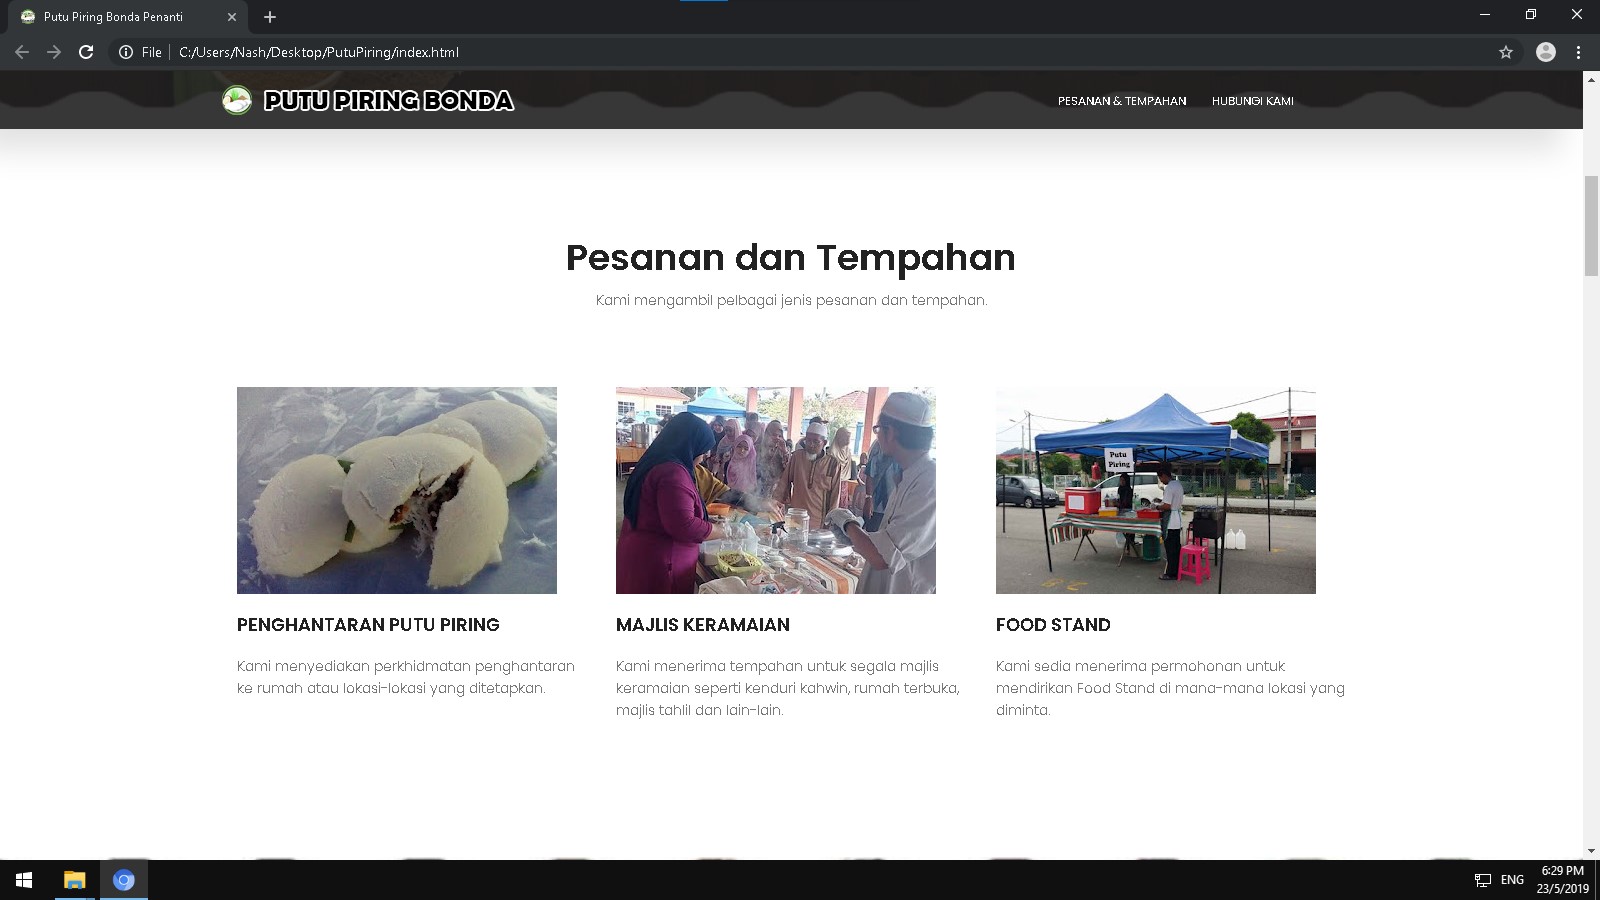 Putu Piring Bonda Penanti
File
C:/Users/Nash/Desktop/PutuPiring/index.html
PUTU PIRING BONDA
PESANAN & TEMPAHAN
HUBUNGI KAMI
Pesanan dan Tempahan
Kami mengambil pelbagai jenis pesanan dan tempahan.
Putu
Piring
PENGHANTARAN PUTU PIRING
Kami menyediakan perkhidmatan penghantaran
ke rumah atau lokasi-lokasi yang ditetapkan.
MAJLIS KERAMAIAN
Kami menerima tempahan untuk segala majlis
keramaian seperti kenduri kahwin, rumah terbuka,
majlis tahlil dan lain-lain.
FOOD STAND
Kami sedia menerima permohonan untuk
mendirikan Food Stand di mana-mana lokasi yang
diminta.
ENG
6:29 PM
23/5/2019